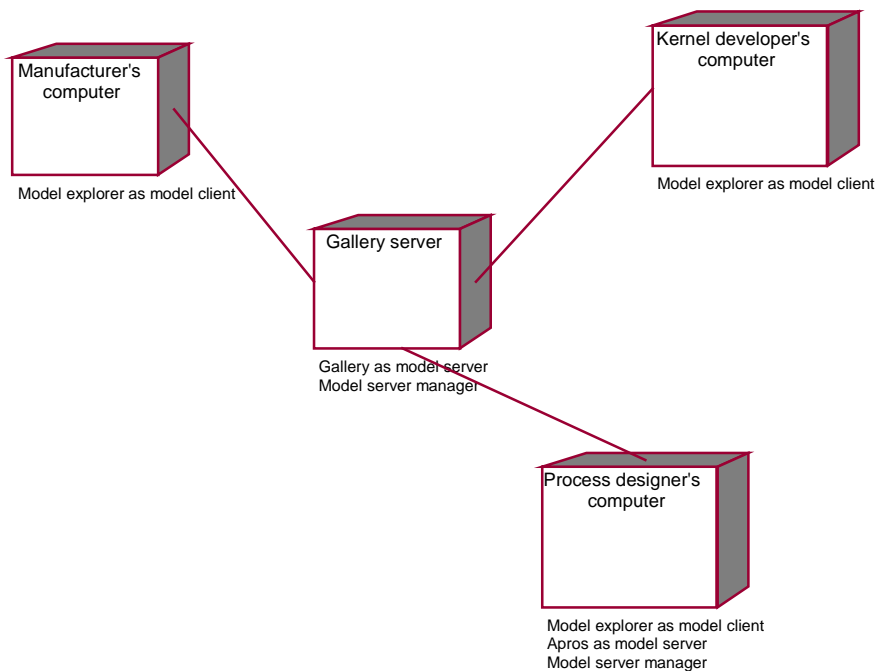 Manufacturer's
computer
Model explorer as model client
Kernel developer's
computer
Model explorer as model client
Gallery server
Gallery as model server
Model server manager
Process designer's
computer
Model explorer as model client
Apros as model server
Model server manager